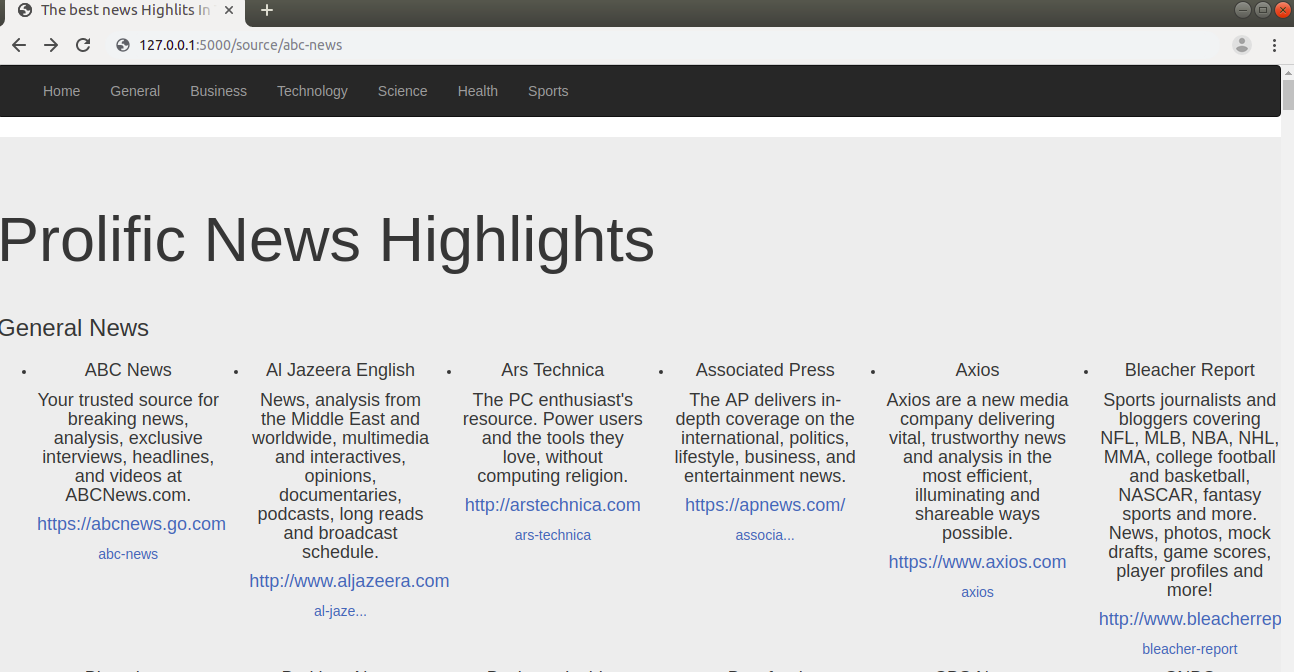 The best news Highlits In
127.0.0.1:5000/source/abc-news
Home General Business Technology Science Health Sports
Prolific News Highlights
General News
ABC News
Your trusted source for
breaking news,
analysis, exclusive
interviews, headlines,
and videos at
ABCNews.com.
https://abcnews.go.com
abc-news
Al Jazeera English
News, analysis from
the Middle East and
worldwide, multimedia
and interactives,
opinions,
documentaries,
podcasts, long reads
and broadcast
schedule.
http://www.aljazeera.com
al-jaze...
Ars Technica
The PC enthusiast's
resource. Power users
and the tools they
love, without
computing religion.
http://arstechnica.com
ars-technica
Associated Press
The AP delivers in-
depth coverage on the
international, politics,
lifestyle, business, and
entertainment news.
https://apnews.com/
associa...
Axios
Axios are a new media
company delivering
vital, trustworthy news
and analysis in the
most efficient,
illuminating and
shareable ways
possible.
https://www.axios.com
axios
Bleacher Report
Sports journalists and
bloggers covering
NFL, MLB, NBA, NHL,
MMA, college football
and basketball,
NASCAR, fantasy
sports and more.
News, photos, mock
drafts, game scores,
player profiles and
more!
http://www.bleacherrep
bleacher-report